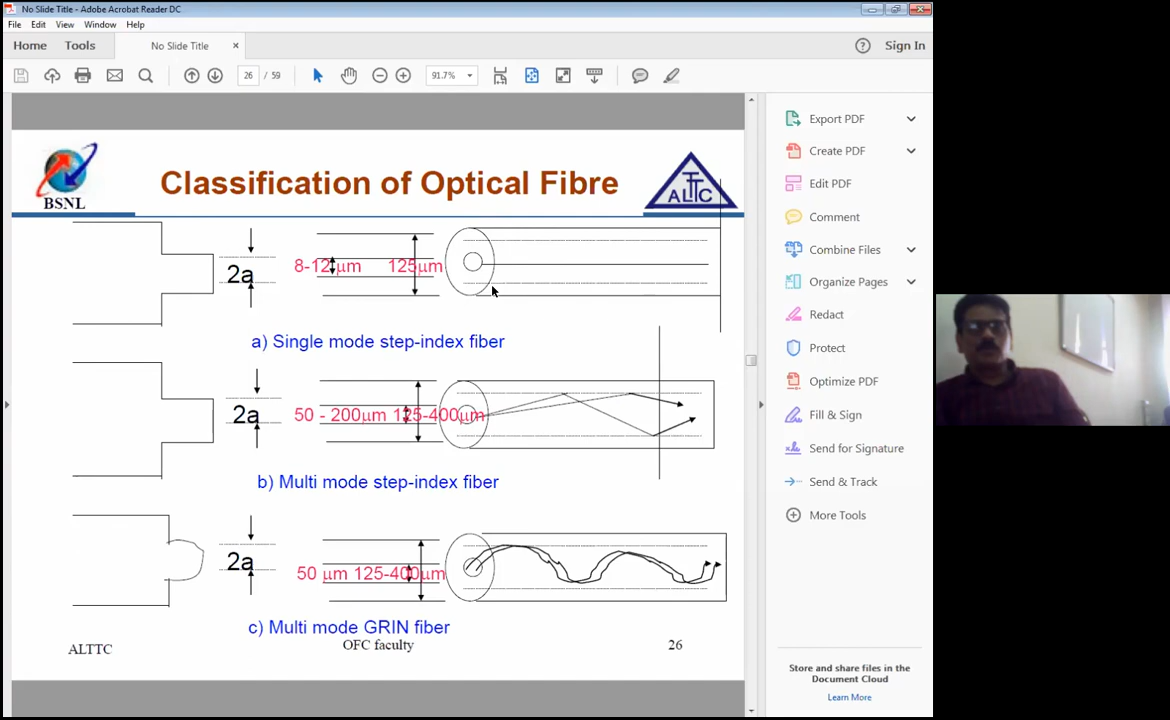 No Slide Title - Adobe Acrobat Reader DC
File Edit View Window Help
Home Tools No Slide Title × Sign In
26 / 59 91.7%
BSNL
Classification of Optical Fibre
ALTTC
2a 8-12 μm 125μm
a) Single mode step-index fiber
2a 50 - 200μm 125-400μm
b) Multi mode step-index fiber
2a 50 μm 125-400μm
c) Multi mode GRIN fiber
ALTTC OFC faculty 26
Export PDF
Create PDF
Edit PDF
Comment
Combine Files
Organize Pages
Redact
Protect
Optimize PDF
Fill & Sign
Send for Signature
Send & Track
More Tools
Store and share files in the
Document Cloud
Learn More